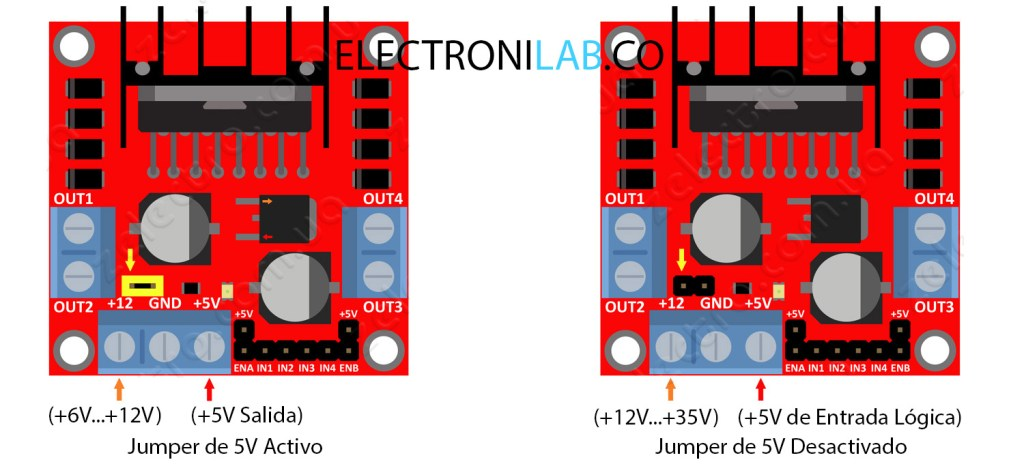 ELECTRONILAB.CO
OUT1 OUT4
OUT2 OUT3
+12 GND +5V
+5V +5V
ENA IN1 IN2 IN3 IN4 ENB
(+6V...+12V) (+5V Salida)
Jumper de 5V Activo
OUT1 OUT4
OUT2 OUT3
+12 GND +5V
+5V +5V
ENA IN1 IN2 IN3 IN4 ENB
(+12V...+35V) (+5V de Entrada Lógica)
Jumper de 5V Desactivado